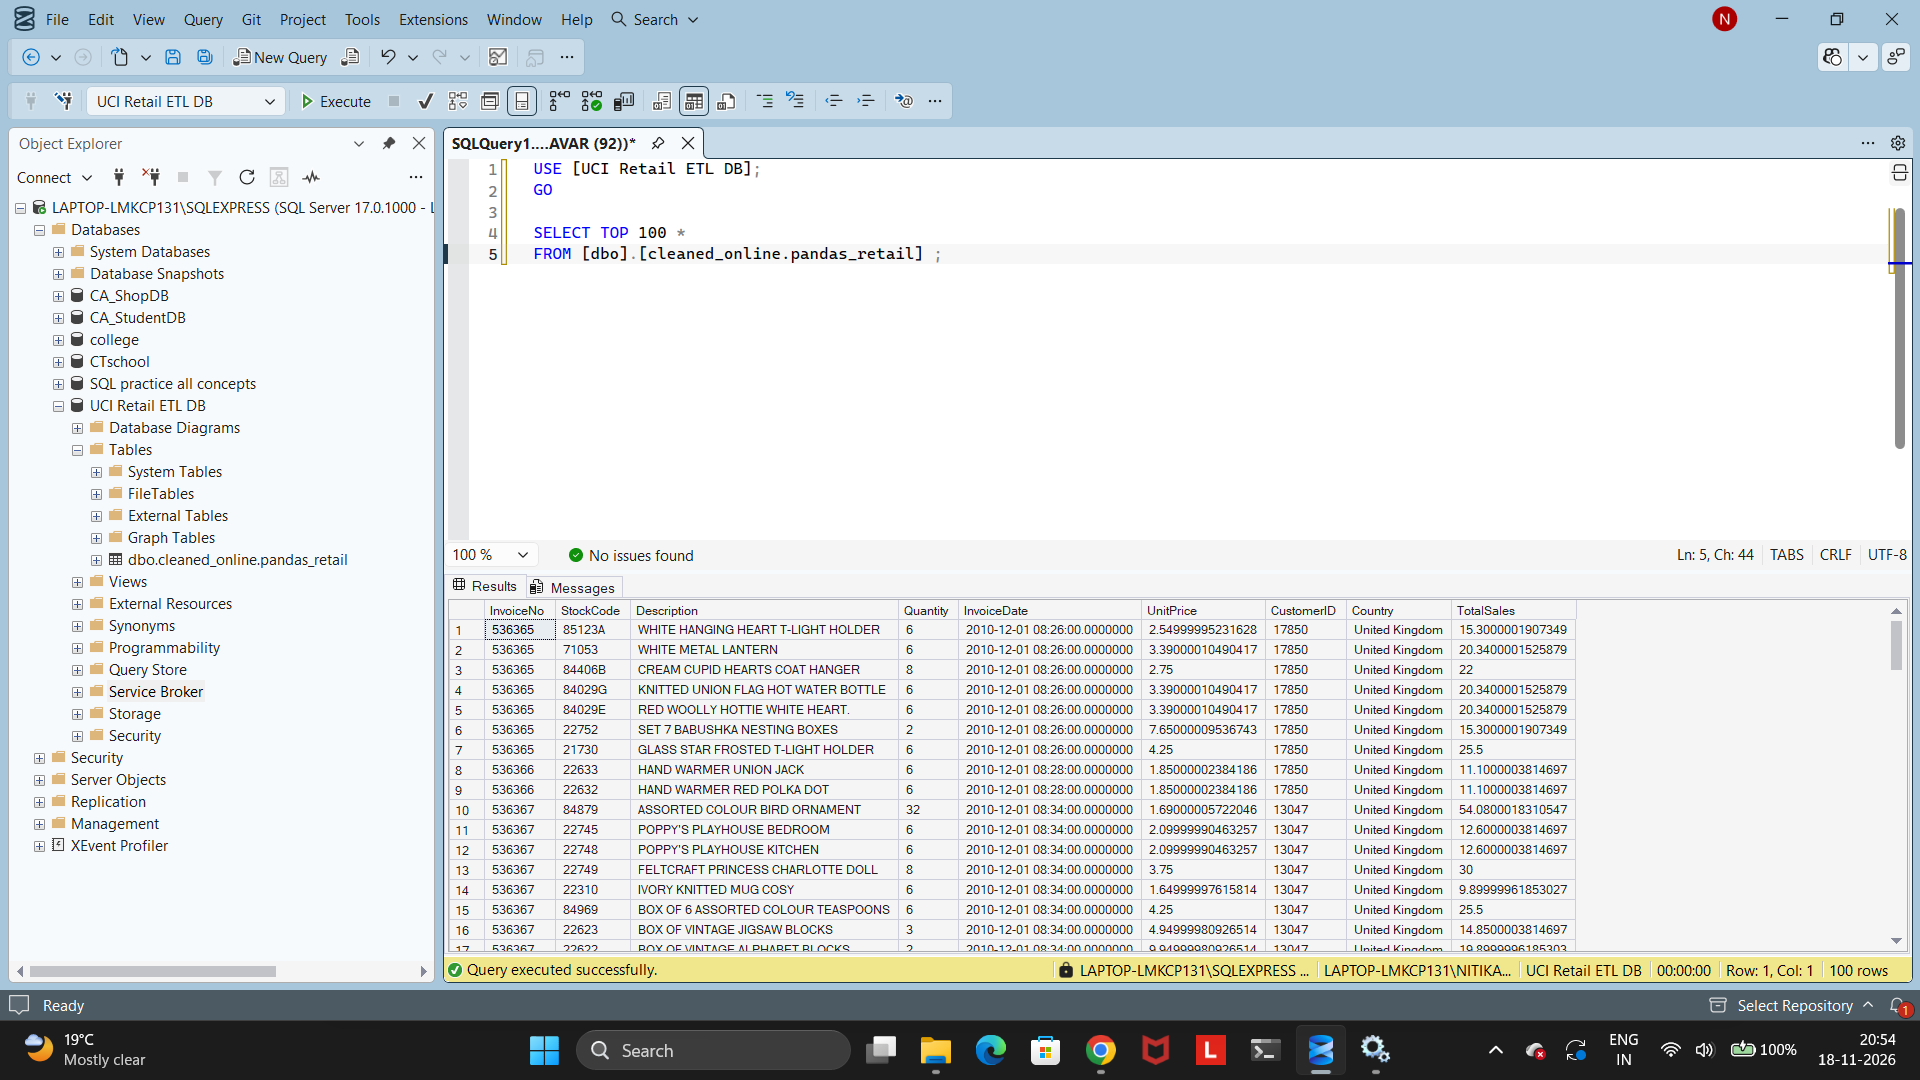 File Edit View Query Git Project Tools Extensions Window Help Search N
New Query
UCI Retail ETL DB Execute
Object Explorer
Connect
LAPTOP-LMKCP131\SQLEXPRESS (SQL Server 17.0.1000 - L
Databases
System Databases
Database Snapshots
CA_ShopDB
CA_StudentDB
college
CTschool
SQL practice all concepts
UCI Retail ETL DB
Database Diagrams
Tables
System Tables
FileTables
External Tables
Graph Tables
dbo.cleaned_online.pandas_retail
Views
External Resources
Synonyms
Programmability
Query Store
Service Broker
Storage
Security
Security
Server Objects
Replication
Management
XEvent Profiler
SQLQuery1....AVAR (92))*
1 USE [UCI Retail ETL DB];
2 GO
3
4 SELECT TOP 100 *
5 FROM [dbo].[cleaned_online.pandas_retail] ;
100 % No issues found Ln: 5, Ch: 44 TABS CRLF UTF-8
Results Messages
InvoiceNo StockCode Description Quantity InvoiceDate UnitPrice CustomerID Country TotalSales
1 536365 85123A WHITE HANGING HEART T-LIGHT HOLDER 6 2010-12-01 08:26:00.0000000 2.54999995231628 17850 United Kingdom 15.3000001907349
2 536365 71053 WHITE METAL LANTERN 6 2010-12-01 08:26:00.0000000 3.39000010490417 17850 United Kingdom 20.3400001525879
3 536365 84406B CREAM CUPID HEARTS COAT HANGER 8 2010-12-01 08:26:00.0000000 2.75 17850 United Kingdom 22
4 536365 84029G KNITTED UNION FLAG HOT WATER BOTTLE 6 2010-12-01 08:26:00.0000000 3.39000010490417 17850 United Kingdom 20.3400001525879
5 536365 84029E RED WOOLLY HOTTIE WHITE HEART. 6 2010-12-01 08:26:00.0000000 3.39000010490417 17850 United Kingdom 20.3400001525879
6 536365 22752 SET 7 BABUSHKA NESTING BOXES 2 2010-12-01 08:26:00.0000000 7.65000009536743 17850 United Kingdom 15.3000001907349
7 536365 21730 GLASS STAR FROSTED T-LIGHT HOLDER 6 2010-12-01 08:26:00.0000000 4.25 17850 United Kingdom 25.5
8 536366 22633 HAND WARMER UNION JACK 6 2010-12-01 08:28:00.0000000 1.85000002384186 17850 United Kingdom 11.1000003814697
9 536366 22632 HAND WARMER RED POLKA DOT 6 2010-12-01 08:28:00.0000000 1.85000002384186 17850 United Kingdom 11.1000003814697
10 536367 84879 ASSORTED COLOUR BIRD ORNAMENT 32 2010-12-01 08:34:00.0000000 1.69000005722046 13047 United Kingdom 54.0800018310547
11 536367 22745 POPPY'S PLAYHOUSE BEDROOM 6 2010-12-01 08:34:00.0000000 2.09999990463257 13047 United Kingdom 12.6000003814697
12 536367 22748 POPPY'S PLAYHOUSE KITCHEN 6 2010-12-01 08:34:00.0000000 2.09999990463257 13047 United Kingdom 12.6000003814697
13 536367 22749 FELTCRAFT PRINCESS CHARLOTTE DOLL 8 2010-12-01 08:34:00.0000000 3.75 13047 United Kingdom 30
14 536367 22310 IVORY KNITTED MUG COSY 6 2010-12-01 08:34:00.0000000 1.64999997615814 13047 United Kingdom 9.89999961853027
15 536367 84969 BOX OF 6 ASSORTED COLOUR TEASPOONS 6 2010-12-01 08:34:00.0000000 4.25 13047 United Kingdom 25.5
16 536367 22623 BOX OF VINTAGE JIGSAW BLOCKS 3 2010-12-01 08:34:00.0000000 4.94999980926514 13047 United Kingdom 14.8500003814697
17 536367 22622 BOX OF VINTAGE ALPHABET BLOCKS 2 2010-12-01 08:34:00.0000000 9.94999980926514 13047 United Kingdom 19.8999996185303
Query executed successfully. LAPTOP-LMKCP131\SQLEXPRESS ... LAPTOP-LMKCP131\NITIKA... UCI Retail ETL DB 00:00:00 Row: 1, Col: 1 100 rows
Ready Select Repository 1
19°C
Mostly clear
Search
L
ENG
IN
100%
20:54
18-11-2026